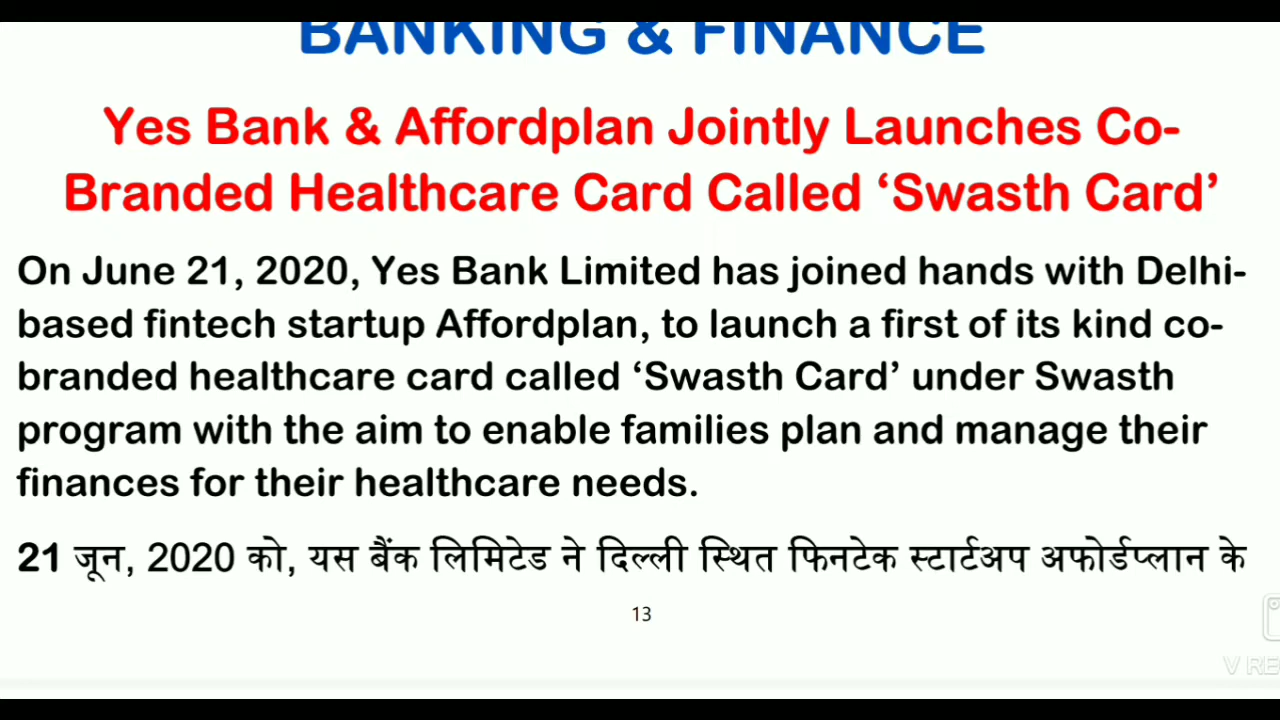 BANKING & FINANCE
Yes Bank & Affordplan Jointly Launches Co-
Branded Healthcare Card Called ‘Swasth Card’
On June 21, 2020, Yes Bank Limited has joined hands with Delhi-
based fintech startup Affordplan, to launch a first of its kind co-
branded healthcare card called ‘Swasth Card’ under Swasth
program with the aim to enable families plan and manage their
finances for their healthcare needs.
21 जून, 2020 को, यस बैंक लिमिटेड ने दिल्ली स्थित फिनटेक स्टार्टअप अफोर्डप्लान के
13